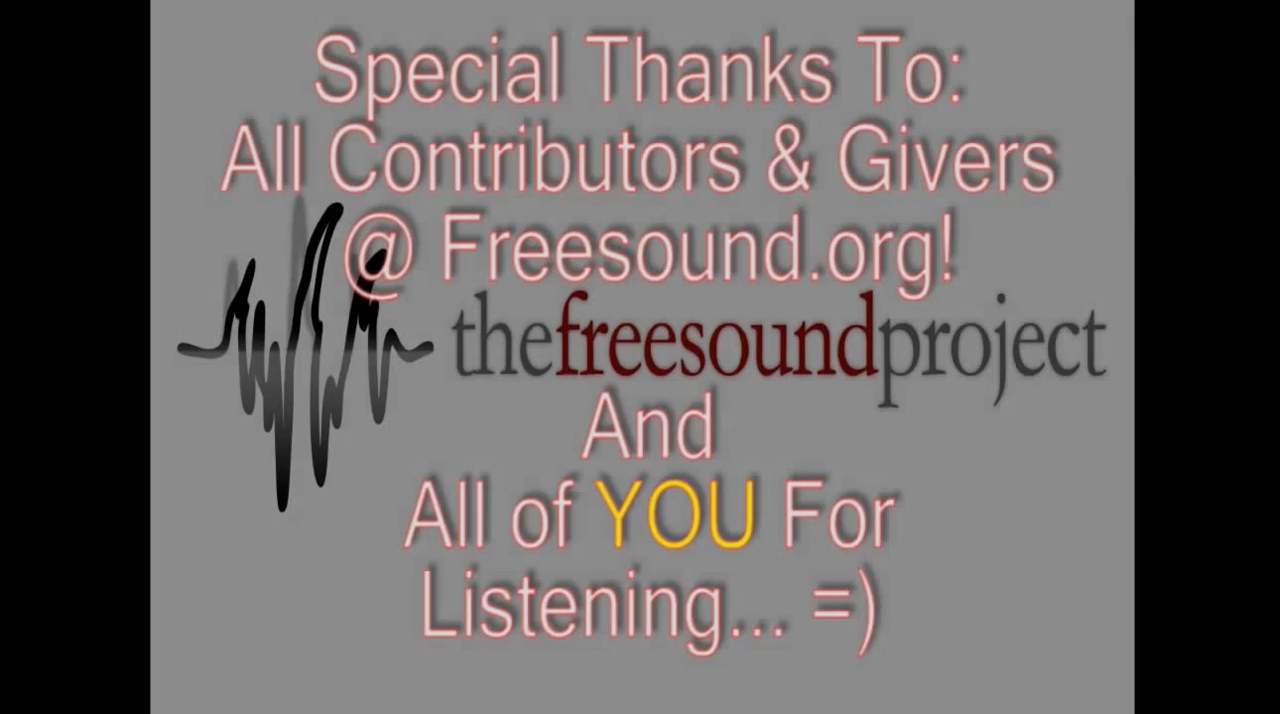 Special Thanks To:
All Contributors & Givers
@ Freesound.org!
thefreesoundproject
And
All of YOU For
Listening... =)